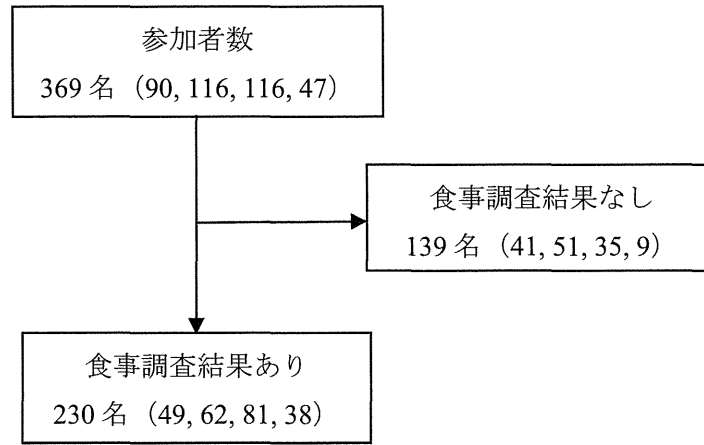 参加者数
369 名（90, 116, 116, 47）
食事調査結果なし
139 名（41, 51, 35, 9）
食事調査結果あり
230 名（49, 62, 81, 38）